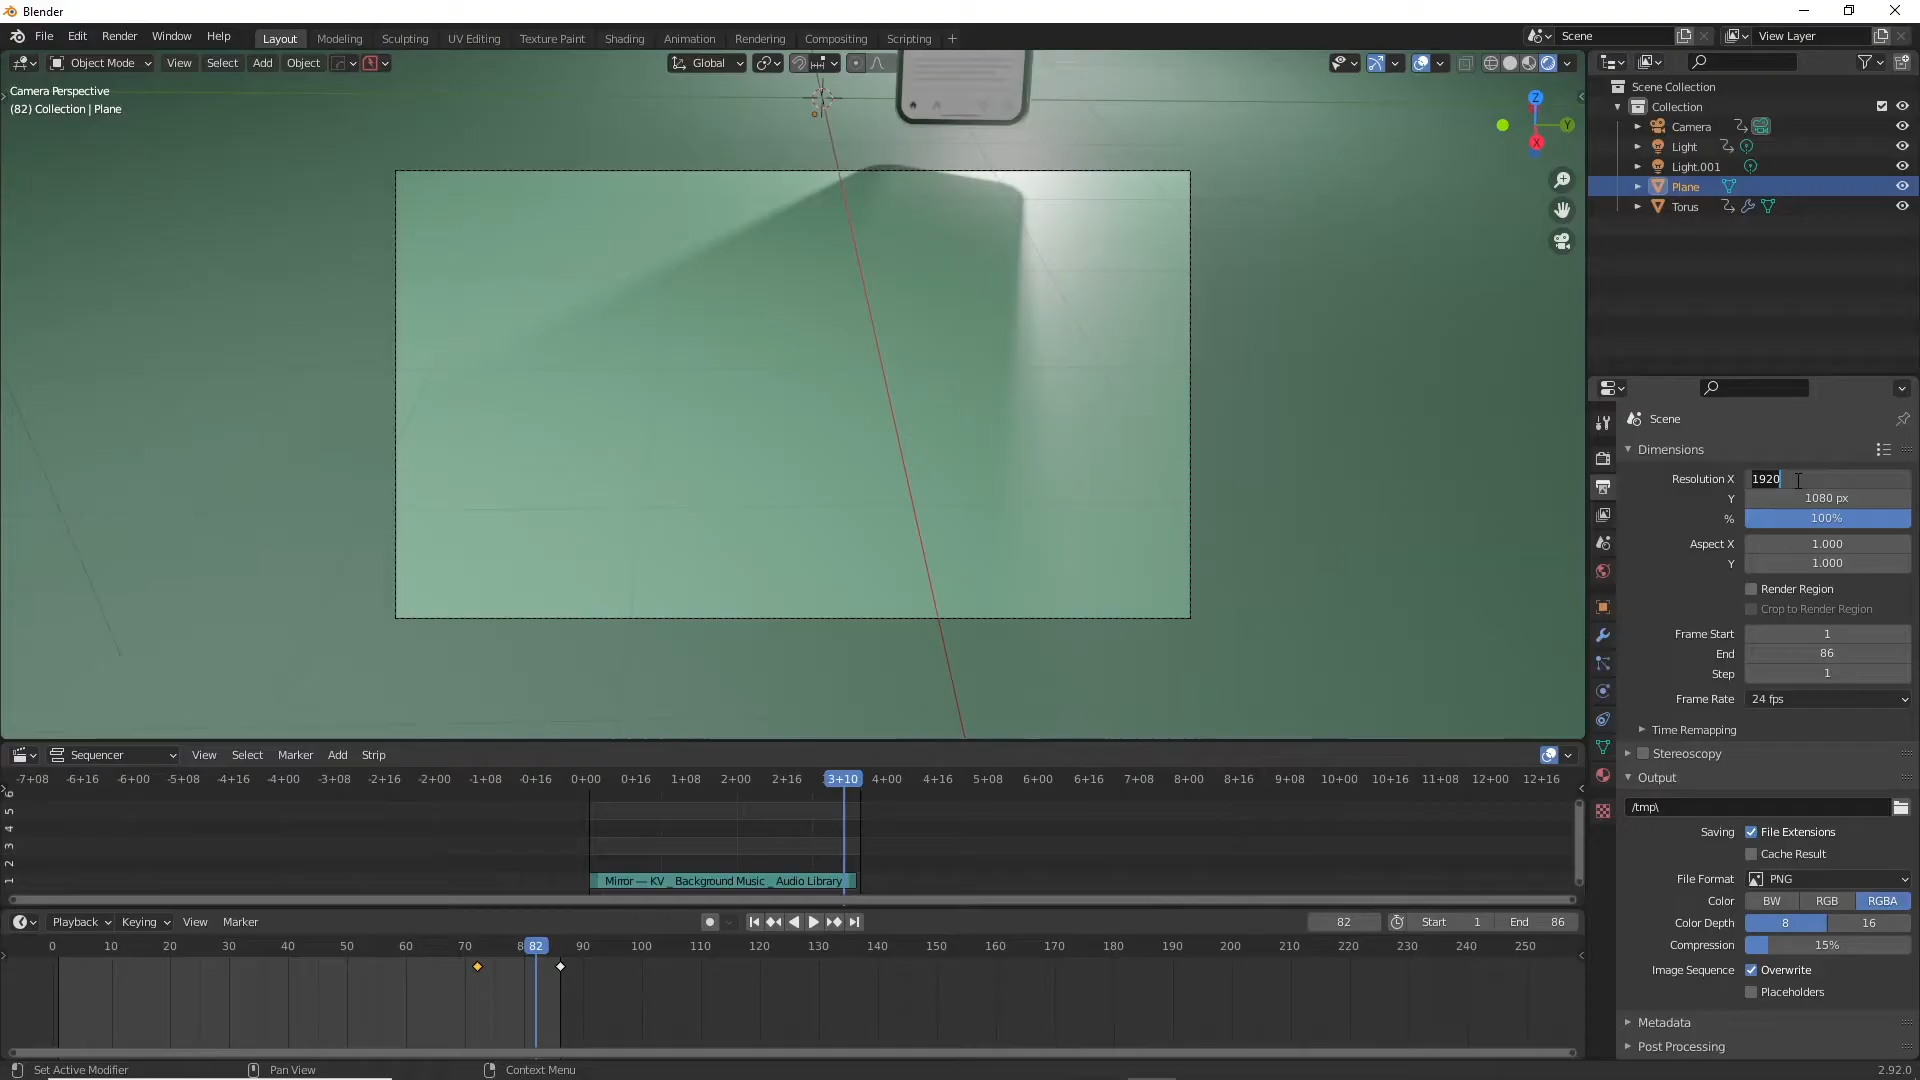 Blender
File Edit Render Window Help Layout Modeling Sculpting UV Editing Texture Paint Shading Animation Rendering Compositing Scripting + Scene View Layer
Object Mode View Select Add Object Global
Camera Perspective
(82) Collection | Plane
Z
Y
X
Scene Collection
Collection
Camera
Light
Light.001
Plane
Torus
Scene
Dimensions
Resolution X 1920
Y 1080 px
% 100%
Aspect X 1.000
Y 1.000
Render Region
Crop to Render Region
Frame Start 1
End 86
Step 1
Frame Rate 24 fps
Time Remapping
Stereoscopy
Output
/tmp\
Saving File Extensions
Cache Result
File Format PNG
Color BW RGB RGBA
Color Depth 8 16
Compression 15%
Image Sequence Overwrite
Placeholders
Metadata
Post Processing
Sequencer View Select Marker Add Strip
-7+08 -6+16 -6+00 -5+08 -4+16 -4+00 -3+08 -2+16 -2+00 -1+08 -0+16 0+00 0+16 1+08 2+00 2+16 3+10 4+00 4+16 5+08 6+00 6+16 7+08 8+00 8+16 9+08 10+00 10+16 11+08 12+00 12+16
6
5
4
3
2
1 Mirror — KV _ Background Music _ Audio Library
Playback Keying View Marker 82 Start 1 End 86
0 10 20 30 40 50 60 70 8 82 90 100 110 120 130 140 150 160 170 180 190 200 210 220 230 240 250
Set Active Modifier Pan View Context Menu 2.92.0